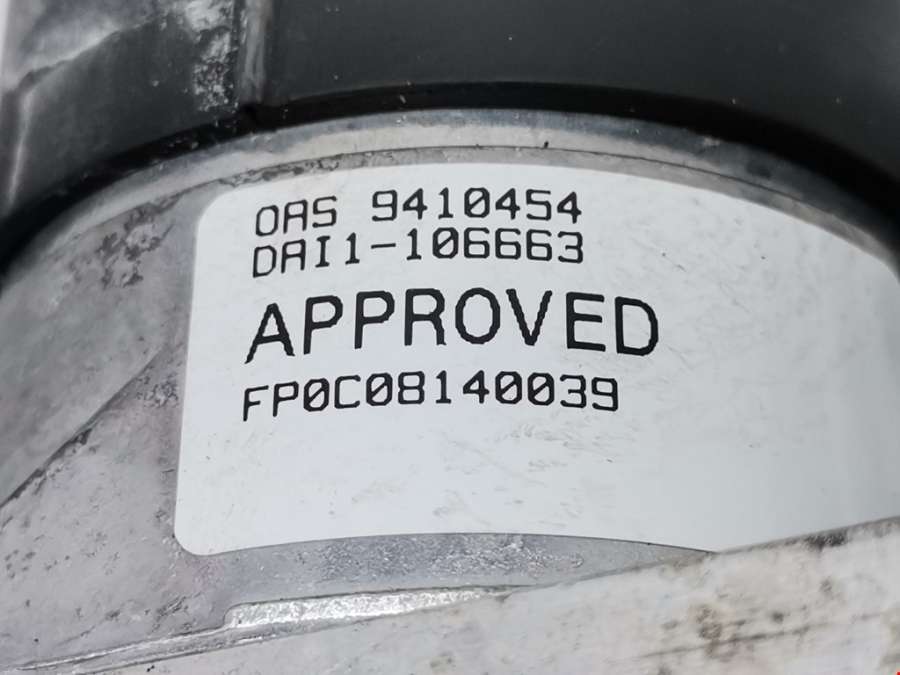 OAS 9410454
DAI1-106663
APPROVED
FP0C08140039